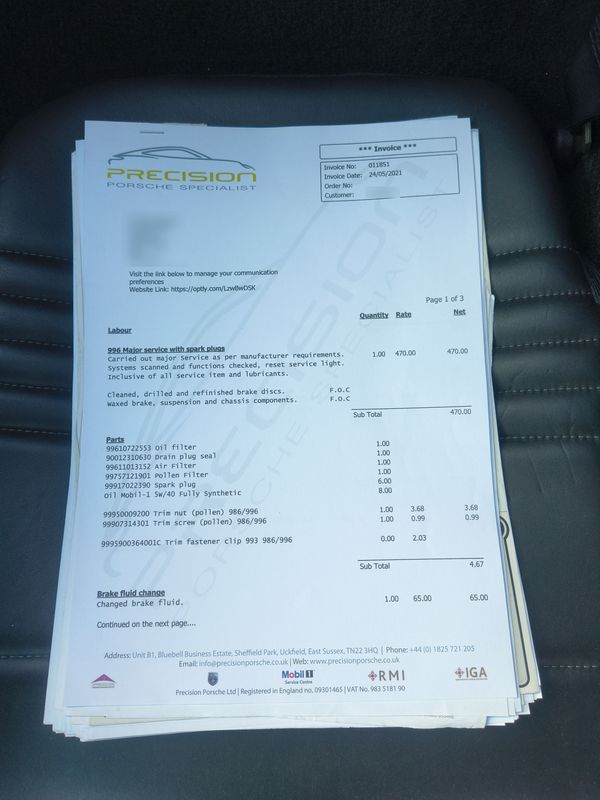 *** Invoice ***
Invoice No: 011851
Invoice Date: 24/05/2021
Order No:
Customer:
PRECISION
PORSCHE SPECIALIST
Visit the link below to manage your communication
preferences
Website Link: https://optly.com/LzwBwDSK
Page 1 of 3
Quantity Rate Net
Labour
996 Major service with spark plugs
Carried out major Service as per manufacturer requirements. 1.00 470.00 470.00
Systems scanned and functions checked, reset service light.
Inclusive of all service item and lubricants.
Cleaned, drilled and refinished brake discs. F.O.C
Waxed brake, suspension and chassis components. F.O.C
Sub Total 470.00
Parts
99610722553 Oil filter 1.00
90012310630 Drain plug seal 1.00
99611013152 Air Filter 1.00
99757121901 Pollen Filter 1.00
99917022390 Spark plug 6.00
Oil Mobil-1 5W/40 Fully Synthetic 8.00
99950009200 Trim nut (pollen) 986/996 1.00 3.68 3.68
99907314301 Trim screw (pollen) 986/996 1.00 0.99 0.99
9995900364001C Trim fastener clip 993 986/996 0.00 2.03
Sub Total 4.67
Brake fluid change
Changed brake fluid. 1.00 65.00 65.00
Continued on the next page....
Address: Unit B1, Bluebell Business Estate, Sheffield Park, Uckfield, East Sussex, TN22 3HQ | Phone: +44 (0) 1825 721 205
Email: info@precisionporsche.co.uk | Web: www.precisionporsche.co.uk
Mobil 1
Service Centre
RMI
IGA
Precision Porsche Ltd | Registered in England no. 09301465 | VAT No. 983 5181 90